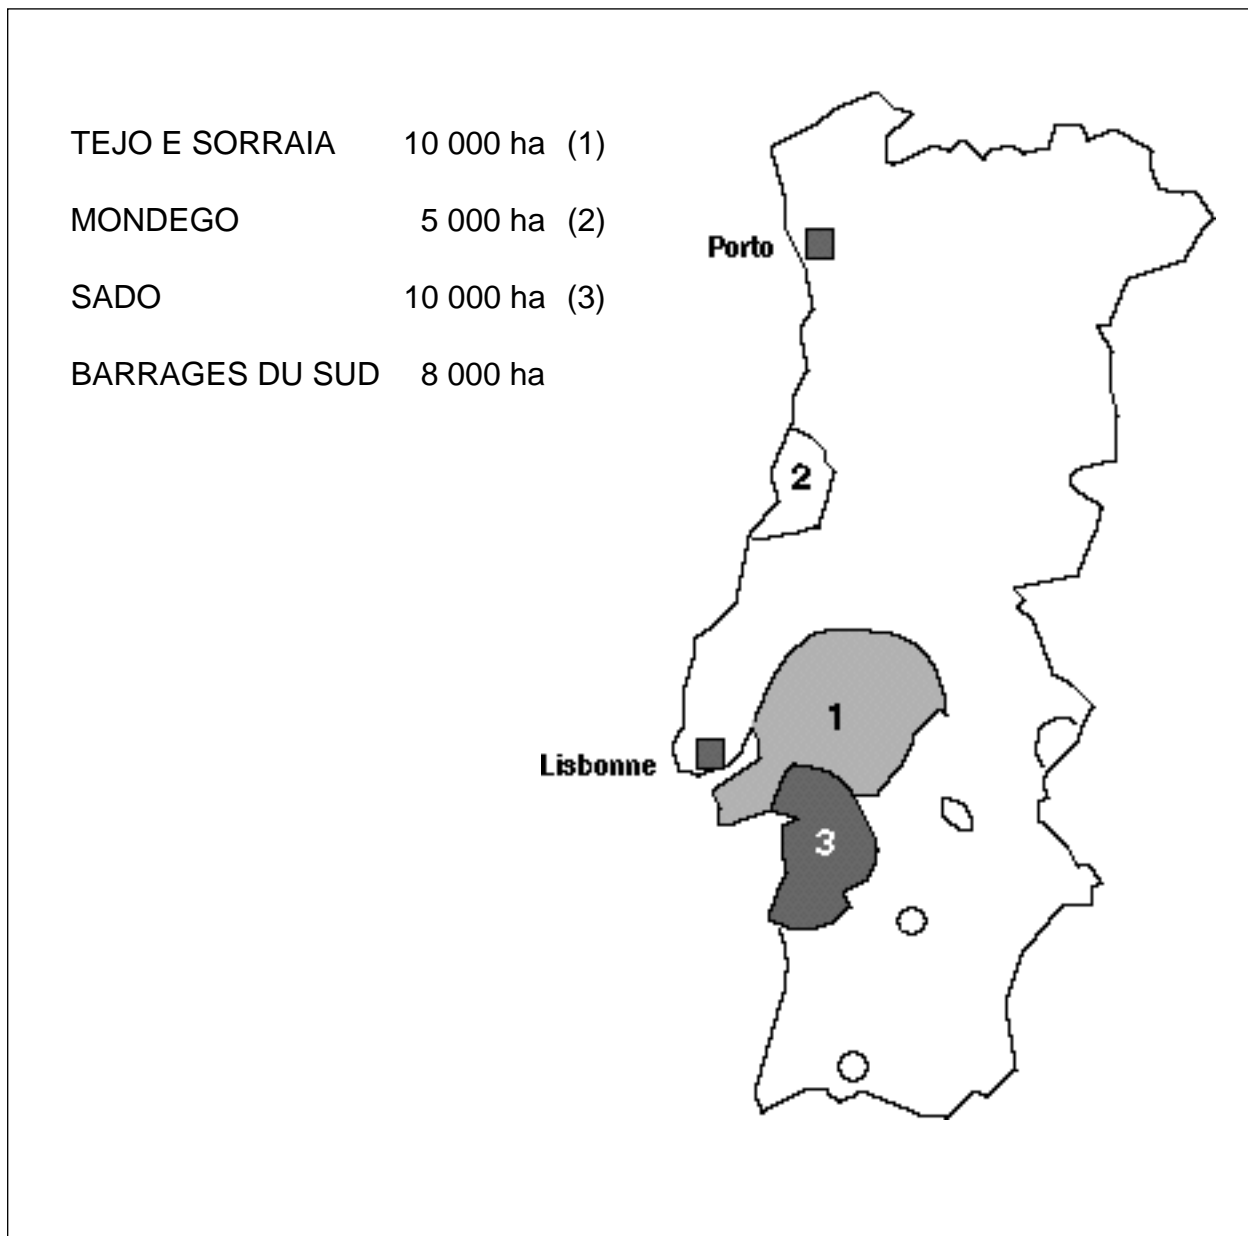 TEJO E SORRAIA 10 000 ha (1)
MONDEGO 5 000 ha (2)
SADO 10 000 ha (3)
BARRAGES DU SUD 8 000 ha
Porto
2
1
Lisbonne
3